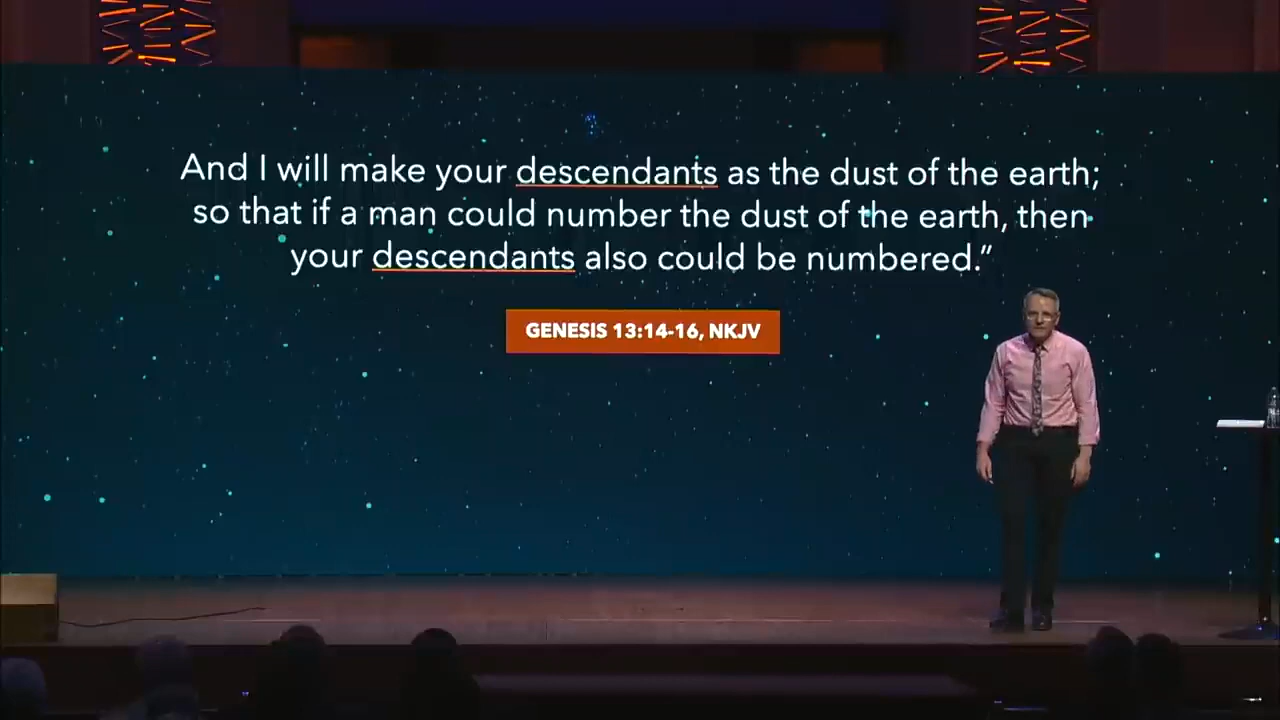 And I will make your descendants as the dust of the earth;
so that if a man could number the dust of the earth, then
your descendants also could be numbered.”
GENESIS 13:14-16, NKJV